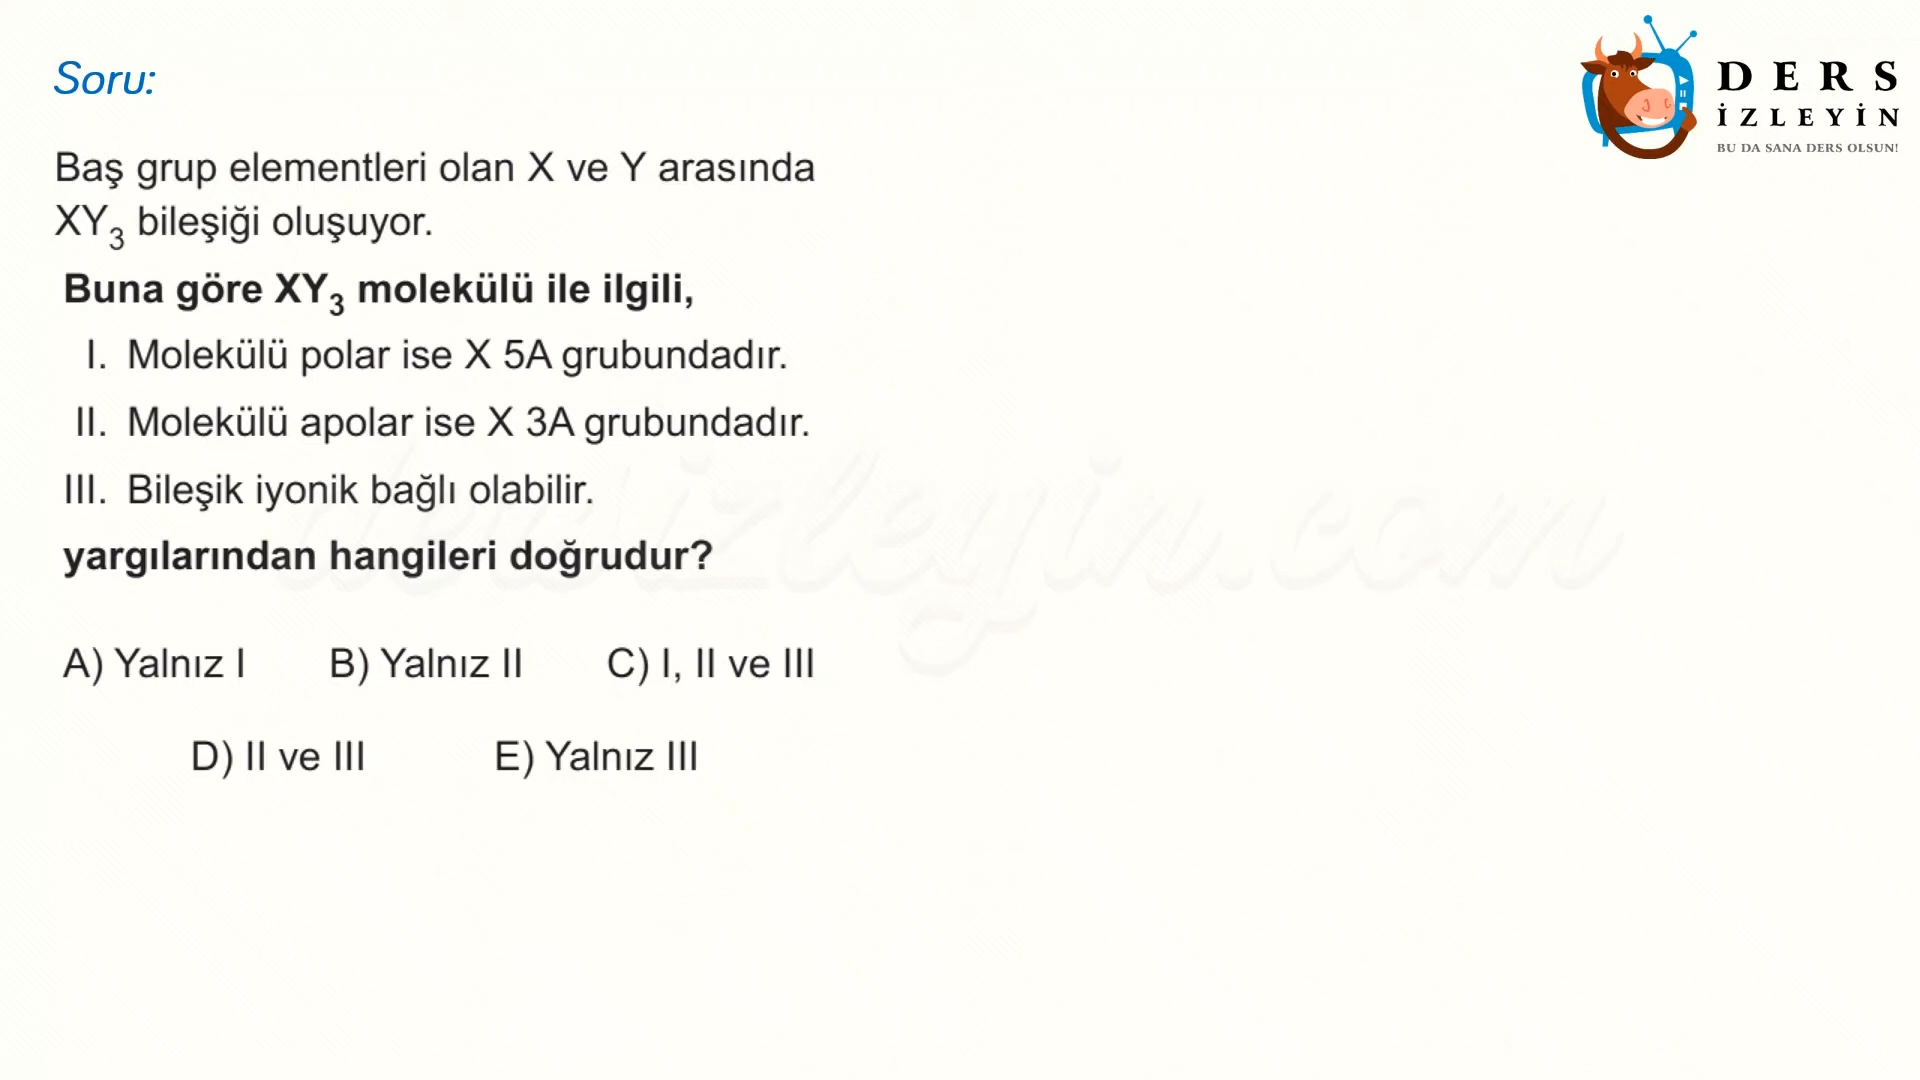 Soru:
DERS
İZLEYİN
BU DA SANA DERS OLSUN!
Baş grup elementleri olan X ve Y arasında
XY₃ bileşiği oluşuyor.
Buna göre XY₃ molekülü ile ilgili,
I. Molekülü polar ise X 5A grubundadır.
II. Molekülü apolar ise X 3A grubundadır.
III. Bileşik iyonik bağlı olabilir.
dersizleyin.com
yargılarından hangileri doğrudur?
A) Yalnız I B) Yalnız II C) I, II ve III
D) II ve III E) Yalnız III